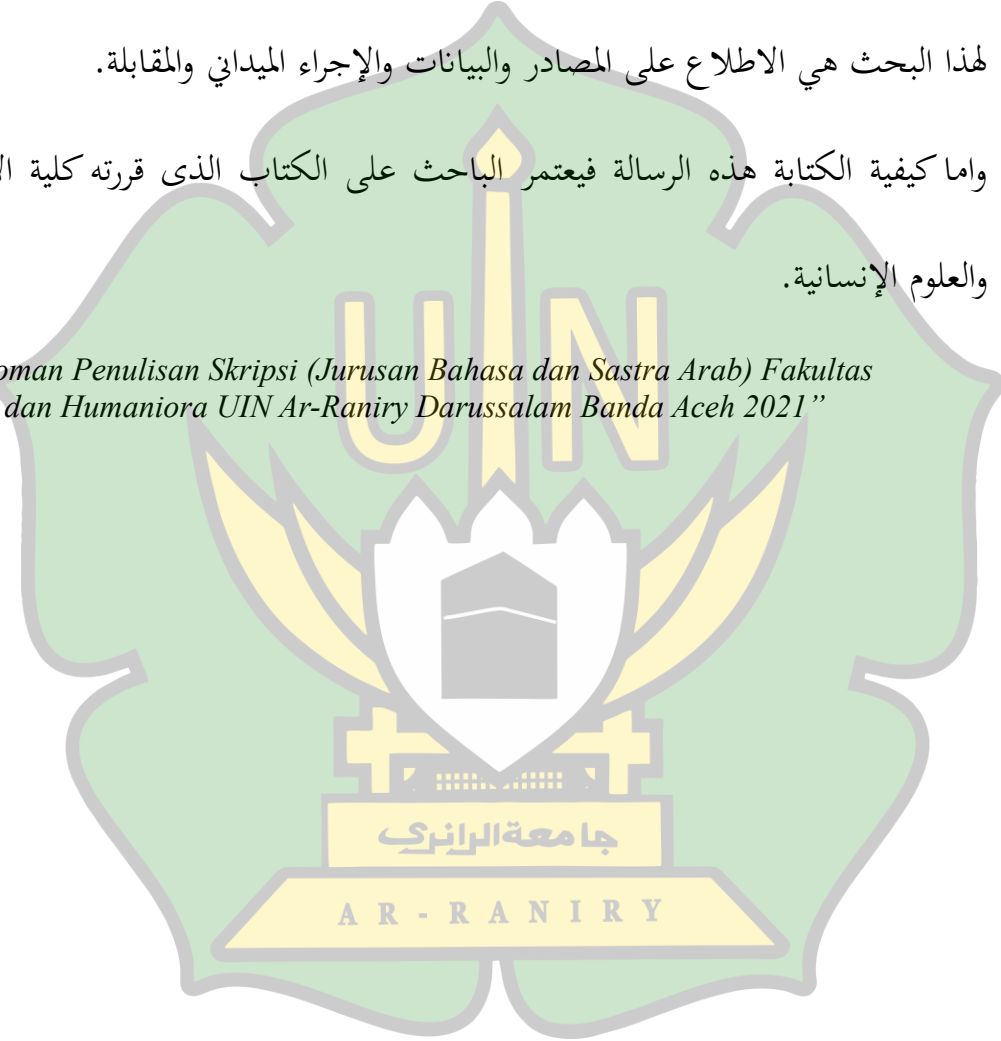 لهذا البحث هي الاطلاع على المصادر والبيانات والإجراء الميداني والمقابلة.
واما كيفية الكتابة هذه الرسالة فيعتمر الباحث على الكتاب الذى قررته كلية
والعلوم الإنسانية.
Penulisan Skripsi (Jurusan Bahasa dan Sastra Arab) Fakultas
dan Humaniora UIN Ar-Raniry Darussalam Banda Aceh 2021”
UIN
جامعة الرانري
AR-RANIRY